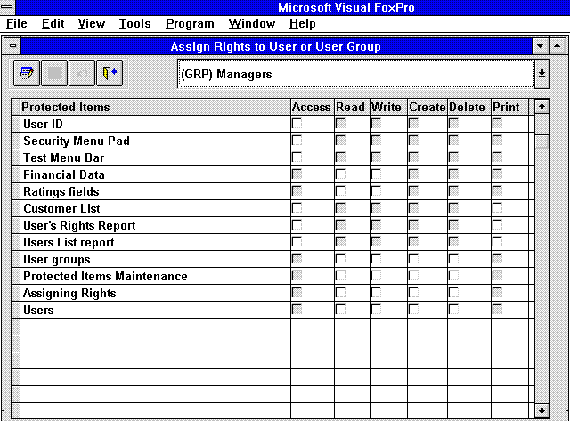 Microsoft Visual FoxPro
File Edit View Tools Program Window Help
Assign Rights to User or User Group
(GRP) Managers
Protected Items Access Read Write Create Delete Print
User ID
Security Menu Pad
Test Menu Bar
Financial Data
Ratings fields
Customer List
User's Rights Report
Users List report
User groups
Protected Items Maintenance
Assigning Rights
Users